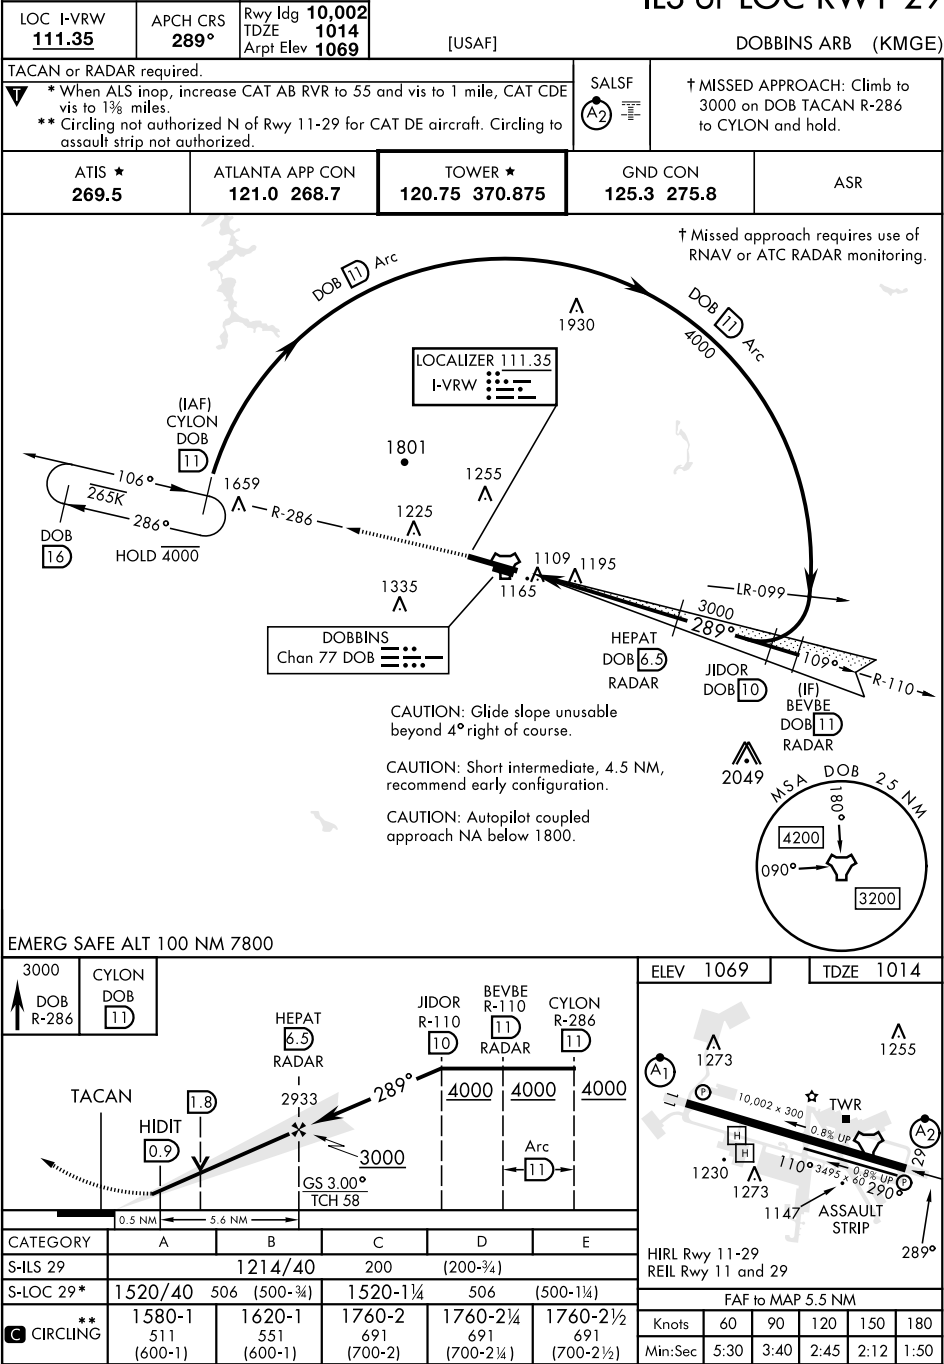 ILS or LOC RWY 29
LOC I-VRW
111.35
APCH CRS
289°
Rwy ldg 10,002
TDZE 1014
Arpt Elev 1069
[USAF]
DOBBINS ARB (KMGE)
TACAN or RADAR required.
T
* When ALS inop, increase CAT AB RVR to 55 and vis to 1 mile, CAT CDE
vis to 1⅜ miles.
** Circling not authorized N of Rwy 11-29 for CAT DE aircraft. Circling to
assault strip not authorized.
SALSF
A2
† MISSED APPROACH: Climb to
3000 on DOB TACAN R-286
to CYLON and hold.
ATIS ★
269.5
ATLANTA APP CON
121.0 268.7
TOWER ★
120.75 370.875
GND CON
125.3 275.8
ASR
† Missed approach requires use of
RNAV or ATC RADAR monitoring.
DOB 11 Arc
DOB 11 Arc
4000
1930
LOCALIZER 111.35
I-VRW
(IAF)
CYLON
DOB
11
1801
1255
1659
1225
106°
265K
286°
R-286
DOB
16
HOLD 4000
1109
1195
1165
1335
LR-099
3000
289°
109°
R-110
DOBBINS
Chan 77 DOB
HEPAT
DOB 6.5
RADAR
JIDOR
DOB 10
(IF)
BEVBE
DOB 11
RADAR
CAUTION: Glide slope unusable
beyond 4° right of course.
CAUTION: Short intermediate, 4.5 NM,
recommend early configuration.
CAUTION: Autopilot coupled
approach NA below 1800.
2049
MSA DOB 25 NM
180°
4200
090°
3200
EMERG SAFE ALT 100 NM 7800
3000
DOB
R-286
CYLON
DOB
11
HEPAT
6.5
RADAR
2933
JIDOR
R-110
10
BEVBE
R-110
11
RADAR
CYLON
R-286
11
289°
4000
4000
4000
TACAN
1.8
HIDIT
0.9
3000
GS 3.00°
TCH 58
Arc
11
0.5 NM
5.6 NM
ELEV 1069
TDZE 1014
1273
1255
A1
P
11
10,002 x 300
0.8% UP
TWR
A2
29
H
H
1230
1273
110°
3495 x 60
0.8% UP
290°
P
1147
ASSAULT
STRIP
289°
HIRL Rwy 11-29
REIL Rwy 11 and 29
CATEGORY A B C D E
S-ILS 29 1214/40 200 (200-¾)
S-LOC 29* 1520/40 506 (500-¾) 1520-1¼ 506 (500-1¼)
C CIRCLING **
1580-1 1620-1 1760-2 1760-2¼ 1760-2½
511 551 691 691 691
(600-1) (600-1) (700-2) (700-2¼) (700-2½)
FAF to MAP 5.5 NM
Knots 60 90 120 150 180
Min:Sec 5:30 3:40 2:45 2:12 1:50